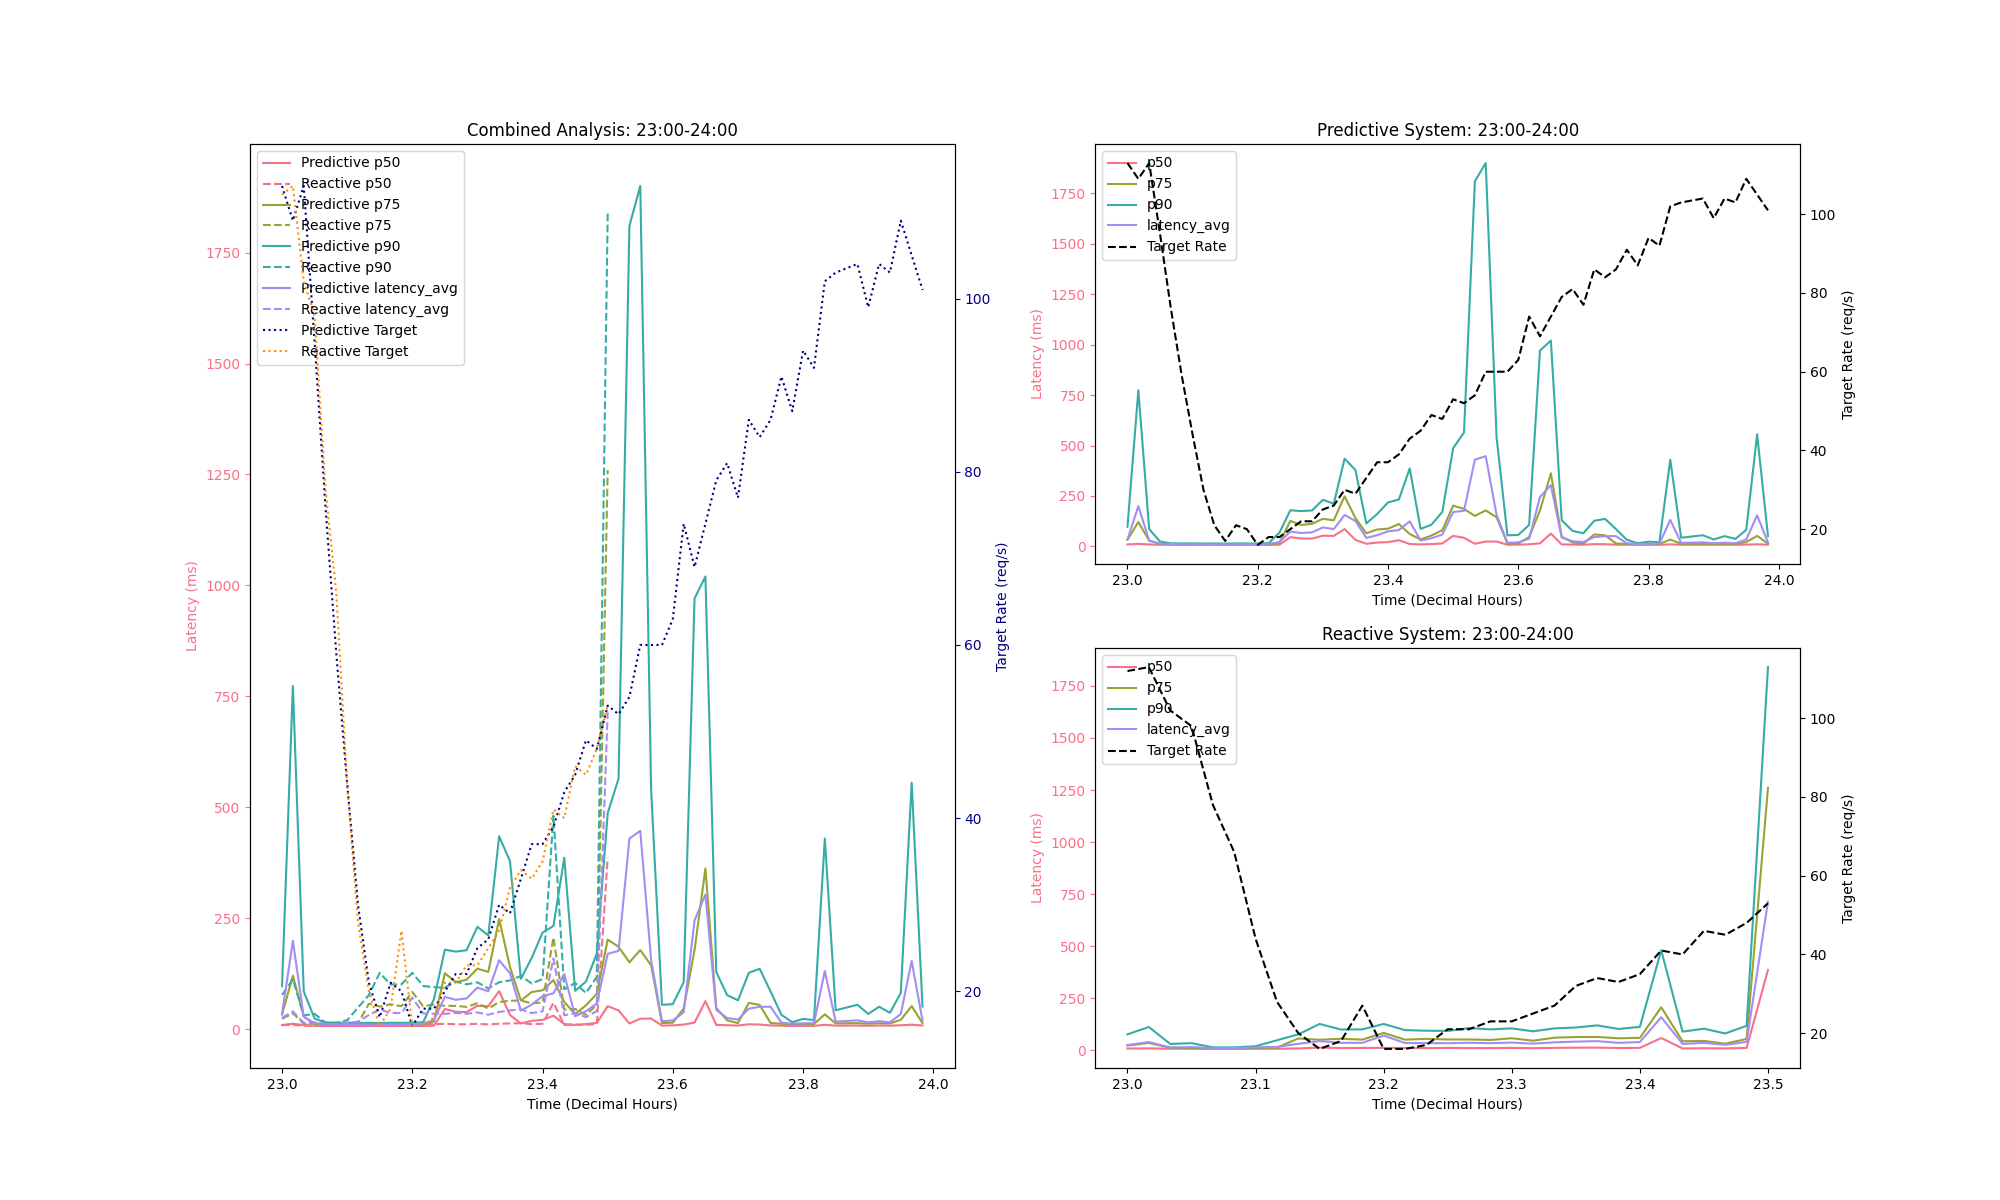 Combined Analysis: 23:00-24:00
Predictive p50
Reactive p50
Predictive p75
Reactive p75
Predictive p90
Reactive p90
Predictive latency_avg
Reactive latency_avg
Predictive Target
Reactive Target
1750
1500
1250
1000
750
500
250
0
Latency (ms)
100
80
60
40
20
Target Rate (req/s)
23.0 23.2 23.4 23.6 23.8 24.0
Time (Decimal Hours)
Predictive System: 23:00-24:00
p50
p75
p90
latency_avg
Target Rate
1750
1500
1250
1000
750
500
250
0
Latency (ms)
100
80
60
40
20
Target Rate (req/s)
23.0 23.2 23.4 23.6 23.8 24.0
Time (Decimal Hours)
Reactive System: 23:00-24:00
p50
p75
p90
latency_avg
Target Rate
1750
1500
1250
1000
750
500
250
0
Latency (ms)
100
80
60
40
20
Target Rate (req/s)
23.0 23.1 23.2 23.3 23.4 23.5
Time (Decimal Hours)